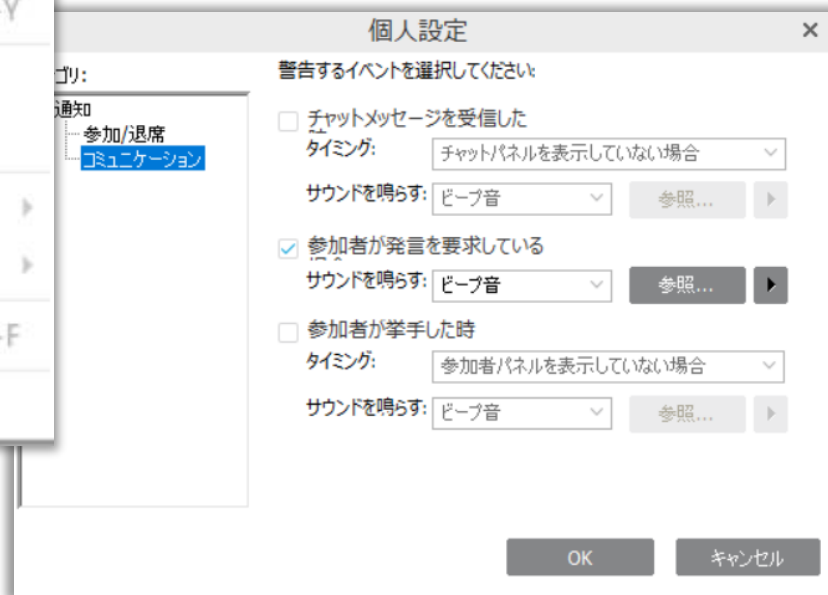 Y
個人設定
ゴリ:
通知
参加/退席
コミュニケーション
警告するイベントを選択してください:
チャットメッセージを受信した
タイミング:
チャットパネルを表示していない場合
サウンドを鳴らす:
ビープ音
参照...
参加者が発言を要求している
サウンドを鳴らす:
ビープ音
参照...
参加者が挙手した時
タイミング:
参加者パネルを表示していない場合
サウンドを鳴らす:
ビープ音
参照...
F
OK
キャンセル